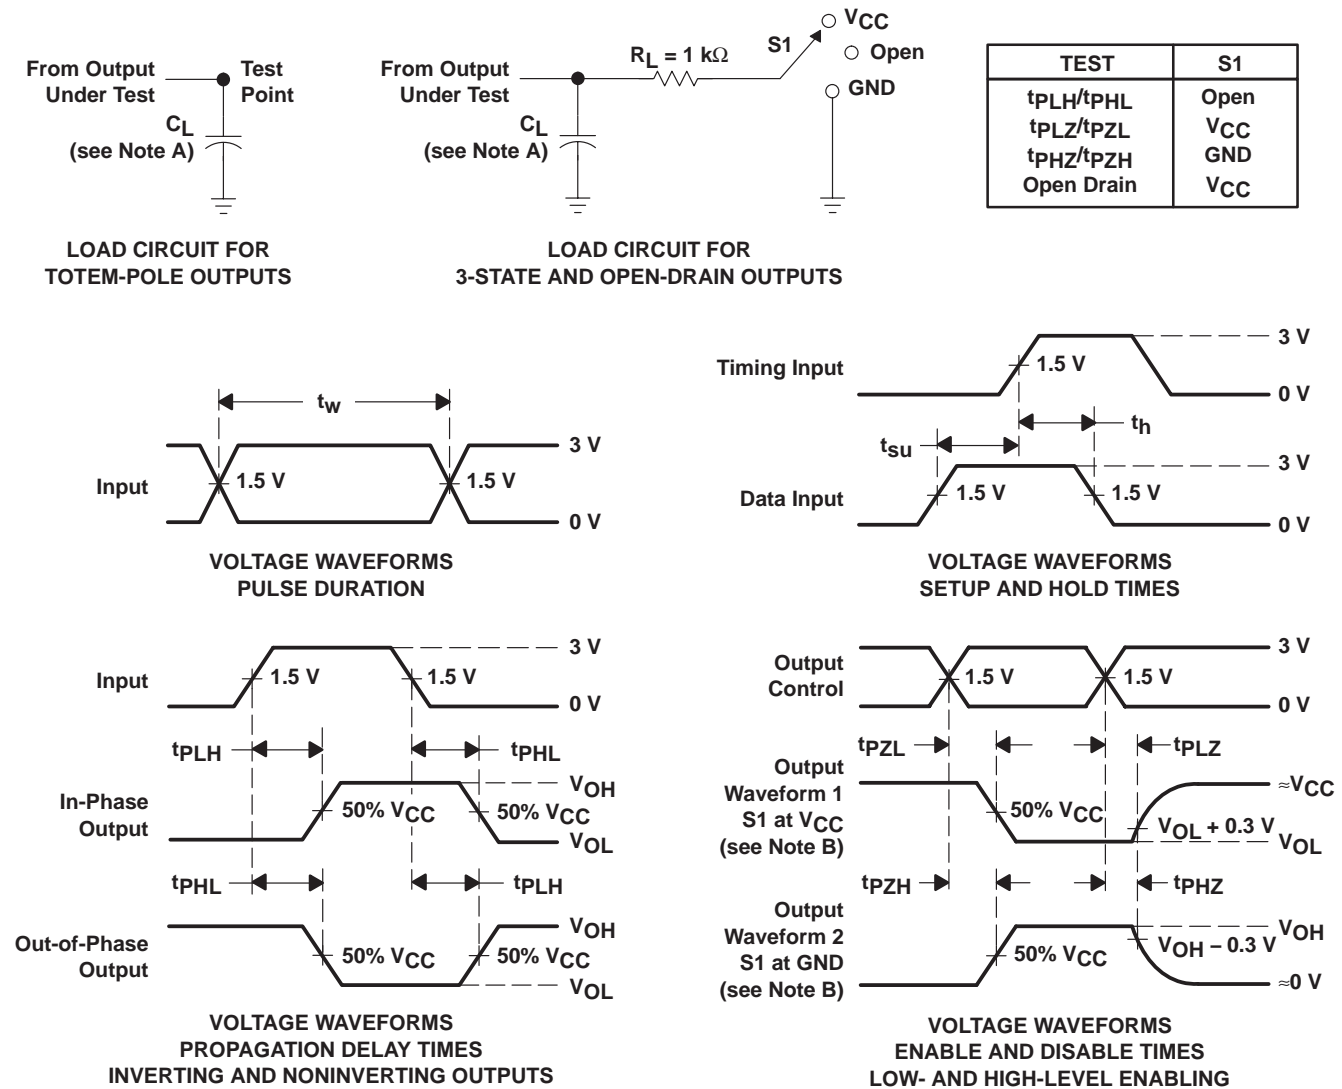 From Output
Under Test
Test
Point
CL
(see Note A)
LOAD CIRCUIT FOR
TOTEM-POLE OUTPUTS
From Output
Under Test
RL = 1 kΩ
S1
VCC
Open
GND
CL
(see Note A)
LOAD CIRCUIT FOR
3-STATE AND OPEN-DRAIN OUTPUTS
TEST S1
tPLH/tPHL Open
tPLZ/tPZL VCC
tPHZ/tPZH GND
Open Drain VCC
tw
Input
1.5 V
1.5 V
3 V
0 V
VOLTAGE WAVEFORMS
PULSE DURATION
Timing Input
1.5 V
3 V
0 V
tsu
th
Data Input
1.5 V
1.5 V
3 V
0 V
VOLTAGE WAVEFORMS
SETUP AND HOLD TIMES
Input
1.5 V
1.5 V
3 V
0 V
tPLH
tPHL
In-Phase
Output
50% VCC
50% VCC
VOH
VOL
tPHL
tPLH
Out-of-Phase
Output
50% VCC
50% VCC
VOH
VOL
VOLTAGE WAVEFORMS
PROPAGATION DELAY TIMES
INVERTING AND NONINVERTING OUTPUTS
Output
Control
1.5 V
1.5 V
3 V
0 V
tPZL
tPLZ
Output
Waveform 1
S1 at VCC
(see Note B)
50% VCC
VOL + 0.3 V
≈VCC
VOL
tPZH
tPHZ
Output
Waveform 2
S1 at GND
(see Note B)
50% VCC
VOH − 0.3 V
VOH
≈0 V
VOLTAGE WAVEFORMS
ENABLE AND DISABLE TIMES
LOW- AND HIGH-LEVEL ENABLING